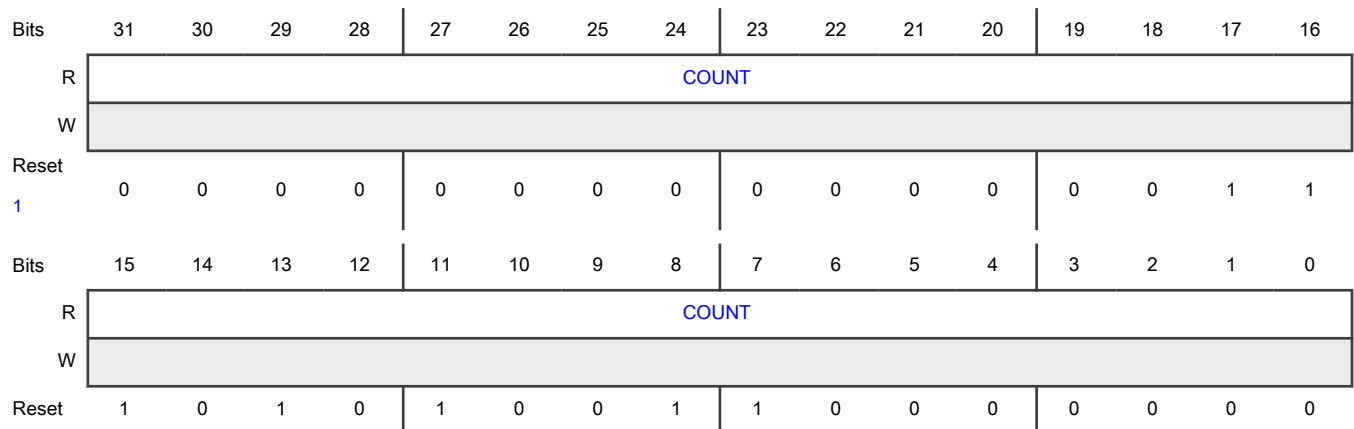 Bits 31 30 29 28 27 26 25 24 23 22 21 20 19 18 17 16
R COUNT
W
Reset
1 0 0 0 0 0 0 0 0 0 0 0 0 0 0 1 1
Bits 15 14 13 12 11 10 9 8 7 6 5 4 3 2 1 0
R COUNT
W
Reset 1 0 1 0 1 0 0 1 1 0 0 0 0 0 0 0